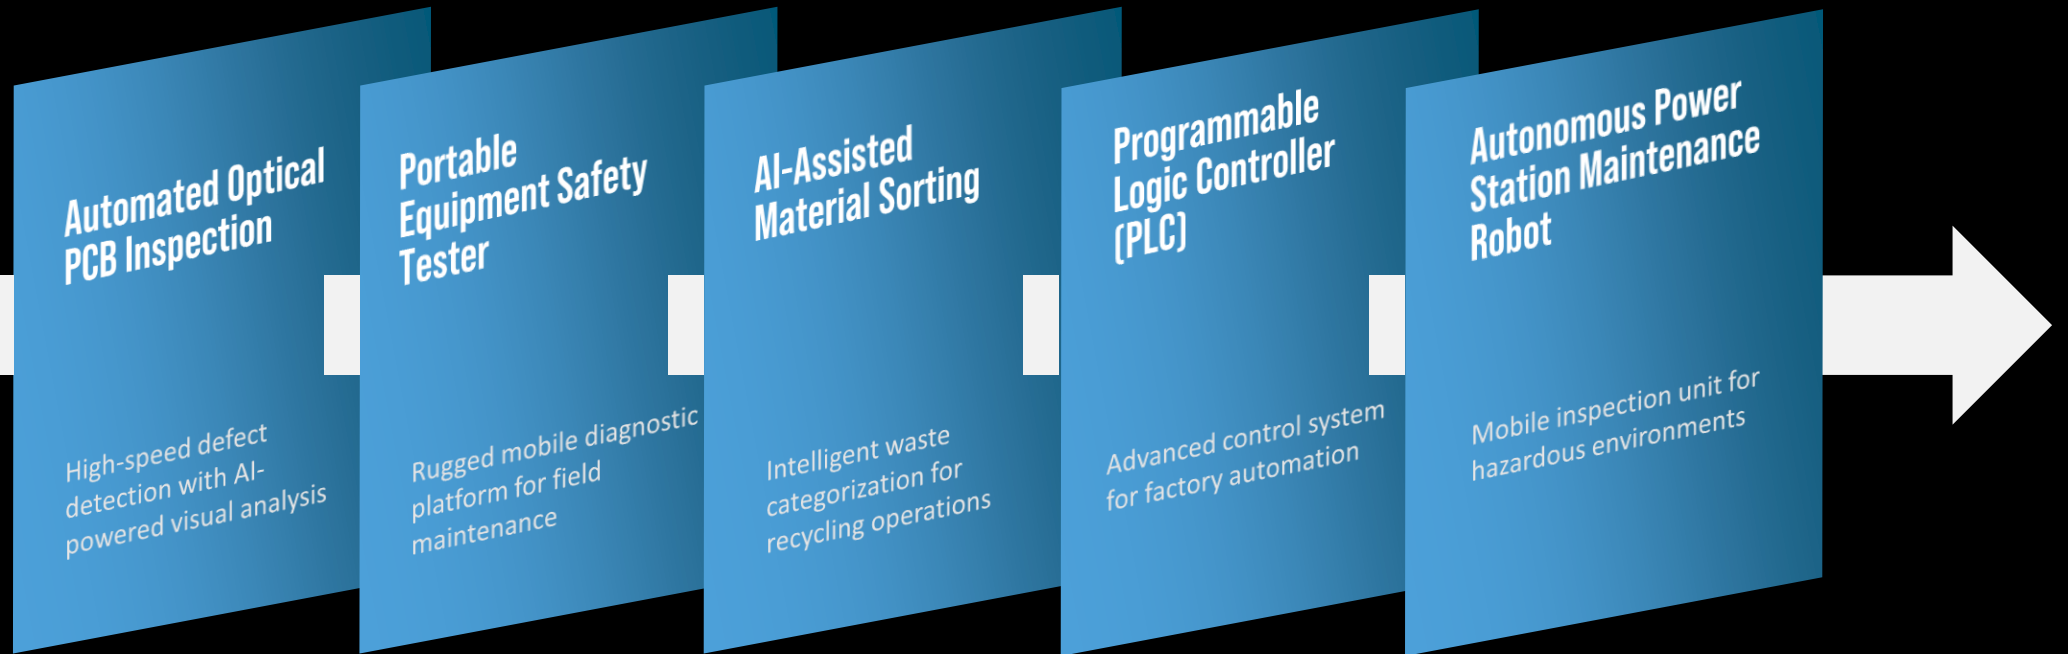 Automated Optical
PCB Inspection
High-speed defect
detection with AI-
powered visual analysis
Portable
Equipment Safety
Tester
Rugged mobile diagnostic
platform for field
maintenance
AI-Assisted
Material Sorting
Intelligent waste
categorization for
recycling operations
Programmable
Logic Controller
(PLC)
Advanced control system
for factory automation
Autonomous Power
Station Maintenance
Robot
Mobile inspection unit for
hazardous environments